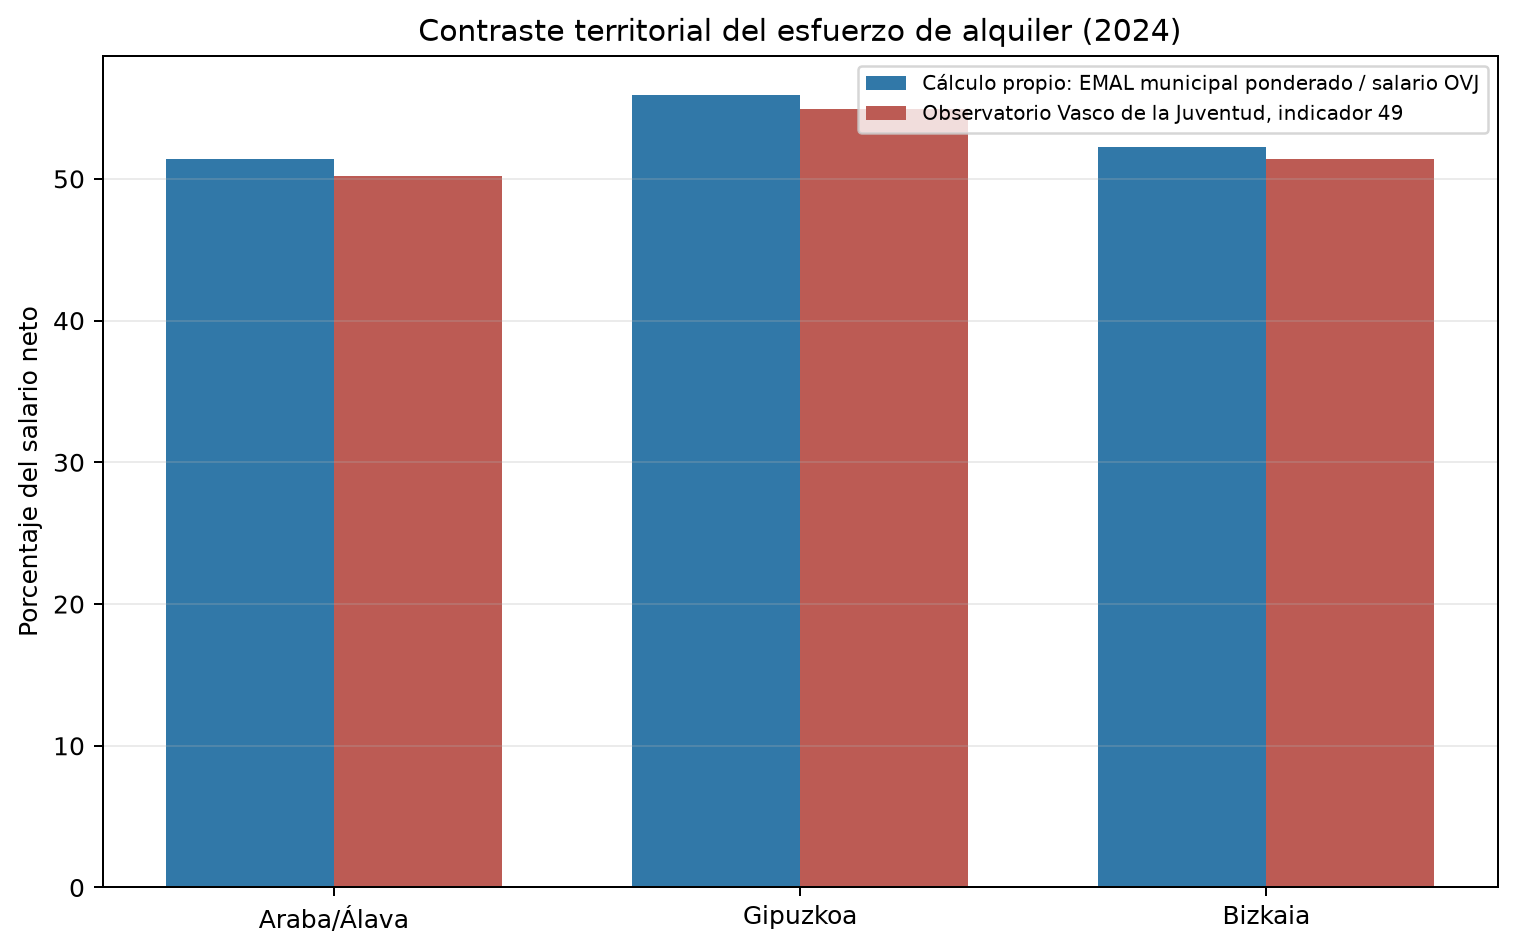 Contraste territorial del esfuerzo de alquiler (2024)
Cálculo propio: EMAL municipal ponderado / salario OVJ
Observatorio Vasco de la Juventud, indicador 49
Porcentaje del salario neto
50
40
30
20
10
0
Araba/Álava
Gipuzkoa
Bizkaia